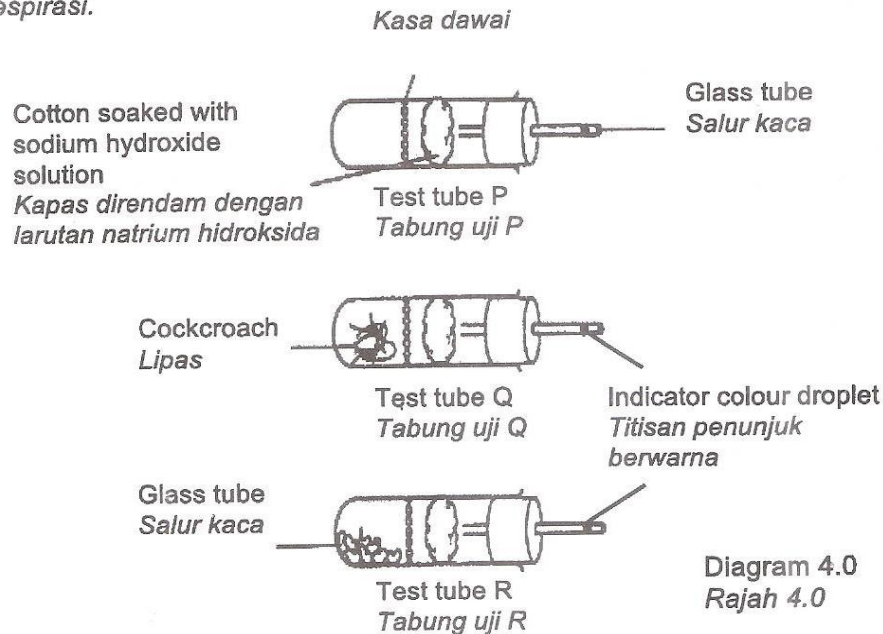 espirasi.
Kasa dawai
Cotton soaked with
sodium hydroxide
solution
Kapas direndam dengan
larutan natrium hidroksida
Glass tube
Salur kaca
Test tube P
Tabung uji P
Cockcroach
Lipas
Test tube Q
Tabung uji Q
Indicator colour droplet
Titisan penunjuk
berwarna
Glass tube
Salur kaca
Test tube R
Tabung uji R
Diagram 4.0
Rajah 4.0